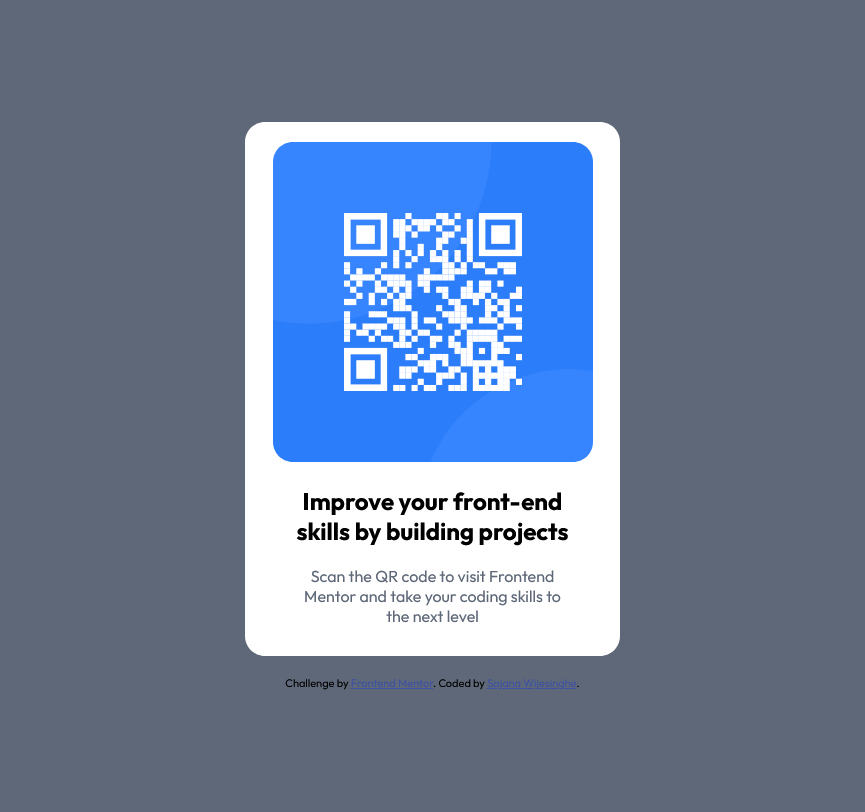 Improve your front-end
skills by building projects
Scan the QR code to visit Frontend
Mentor and take your coding skills to
the next level
Challenge by Frontend Mentor. Coded by Sajana Wijesinghe.